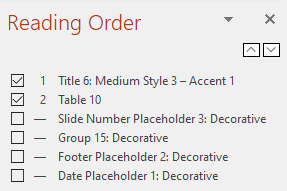 Reading Order
1 Title 6: Medium Style 3 – Accent 1
2 Table 10
— Slide Number Placeholder 3: Decorative
— Group 15: Decorative
— Footer Placeholder 2: Decorative
— Date Placeholder 1: Decorative